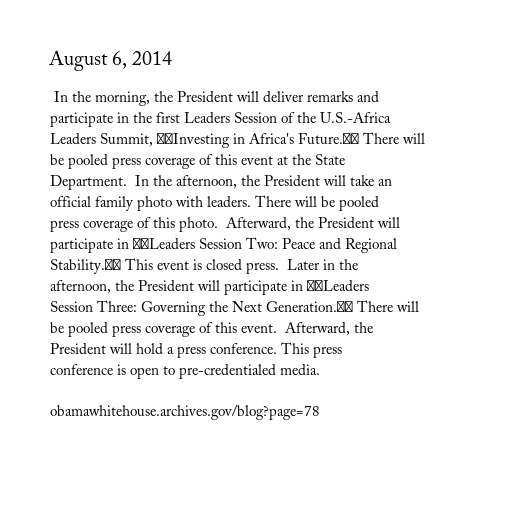 August 6, 2014
In the morning, the President will deliver remarks and
participate in the first Leaders Session of the U.S.-Africa
Leaders Summit, Investing in Africa's Future. There will
be pooled press coverage of this event at the State
Department.  In the afternoon, the President will take an
official family photo with leaders. There will be pooled
press coverage of this photo.  Afterward, the President will
participate in Leaders Session Two: Peace and Regional
Stability. This event is closed press.  Later in the
afternoon, the President will participate in Leaders
Session Three: Governing the Next Generation. There will
be pooled press coverage of this event.  Afterward, the
President will hold a press conference. This press
conference is open to pre-credentialed media.
obamawhitehouse.archives.gov/blog?page=78